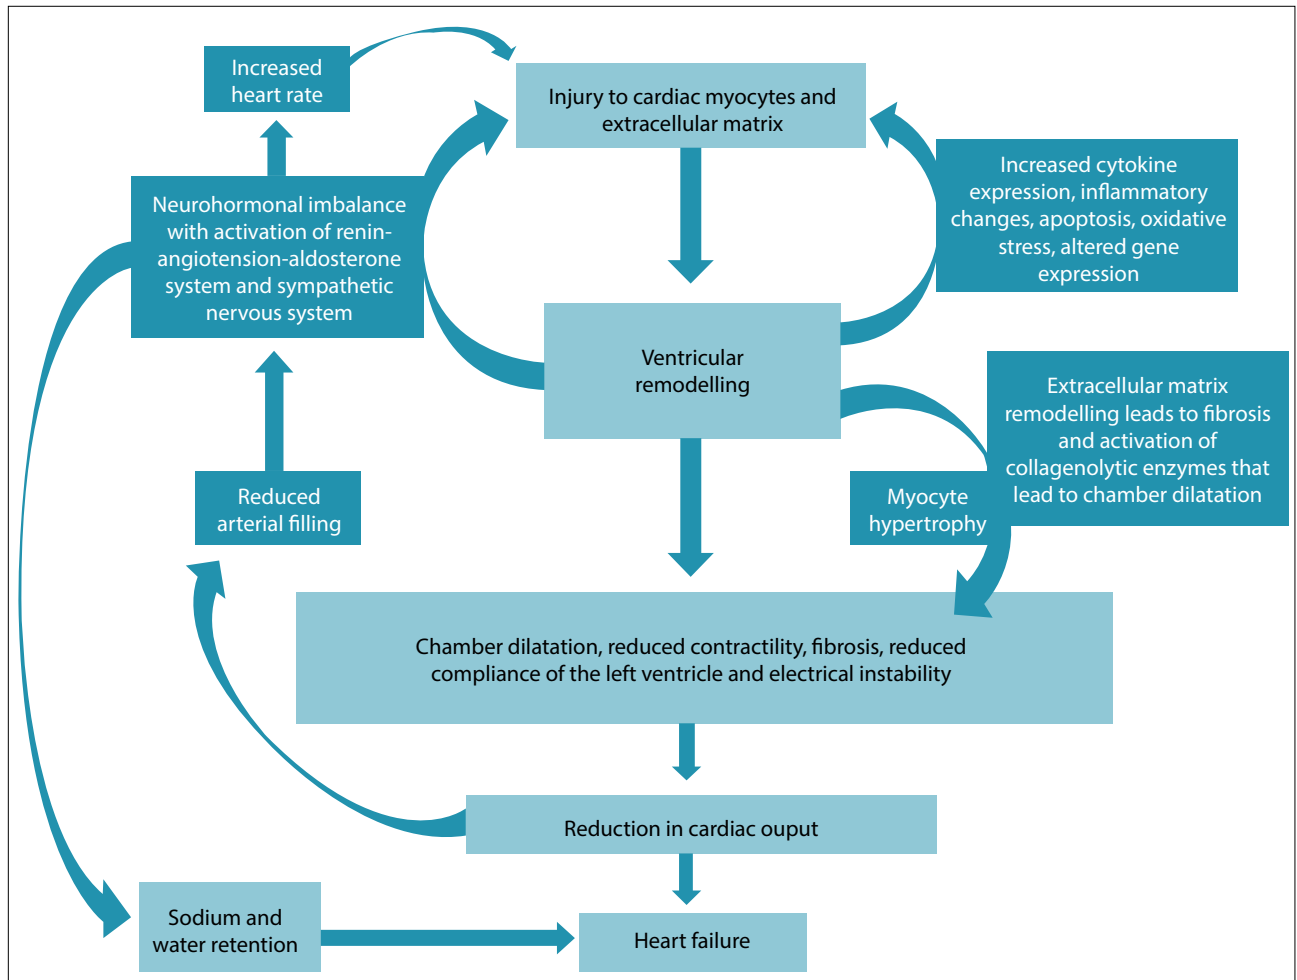 Increased
heart rate
Injury to cardiac myocytes and
extracellular matrix
Increased cytokine
expression, inflammatory
changes, apoptosis, oxidative
stress, altered gene
expression
Neurohormonal imbalance
with activation of renin-
angiotension-aldosterone
system and sympathetic
nervous system
Ventricular
remodelling
Extracellular matrix
remodelling leads to fibrosis
and activation of
collagenolytic enzymes that
lead to chamber dilatation
Reduced
arterial filling
Myocyte
hypertrophy
Chamber dilatation, reduced contractility, fibrosis, reduced
compliance of the left ventricle and electrical instability
Reduction in cardiac ouput
Sodium and
water retention
Heart failure